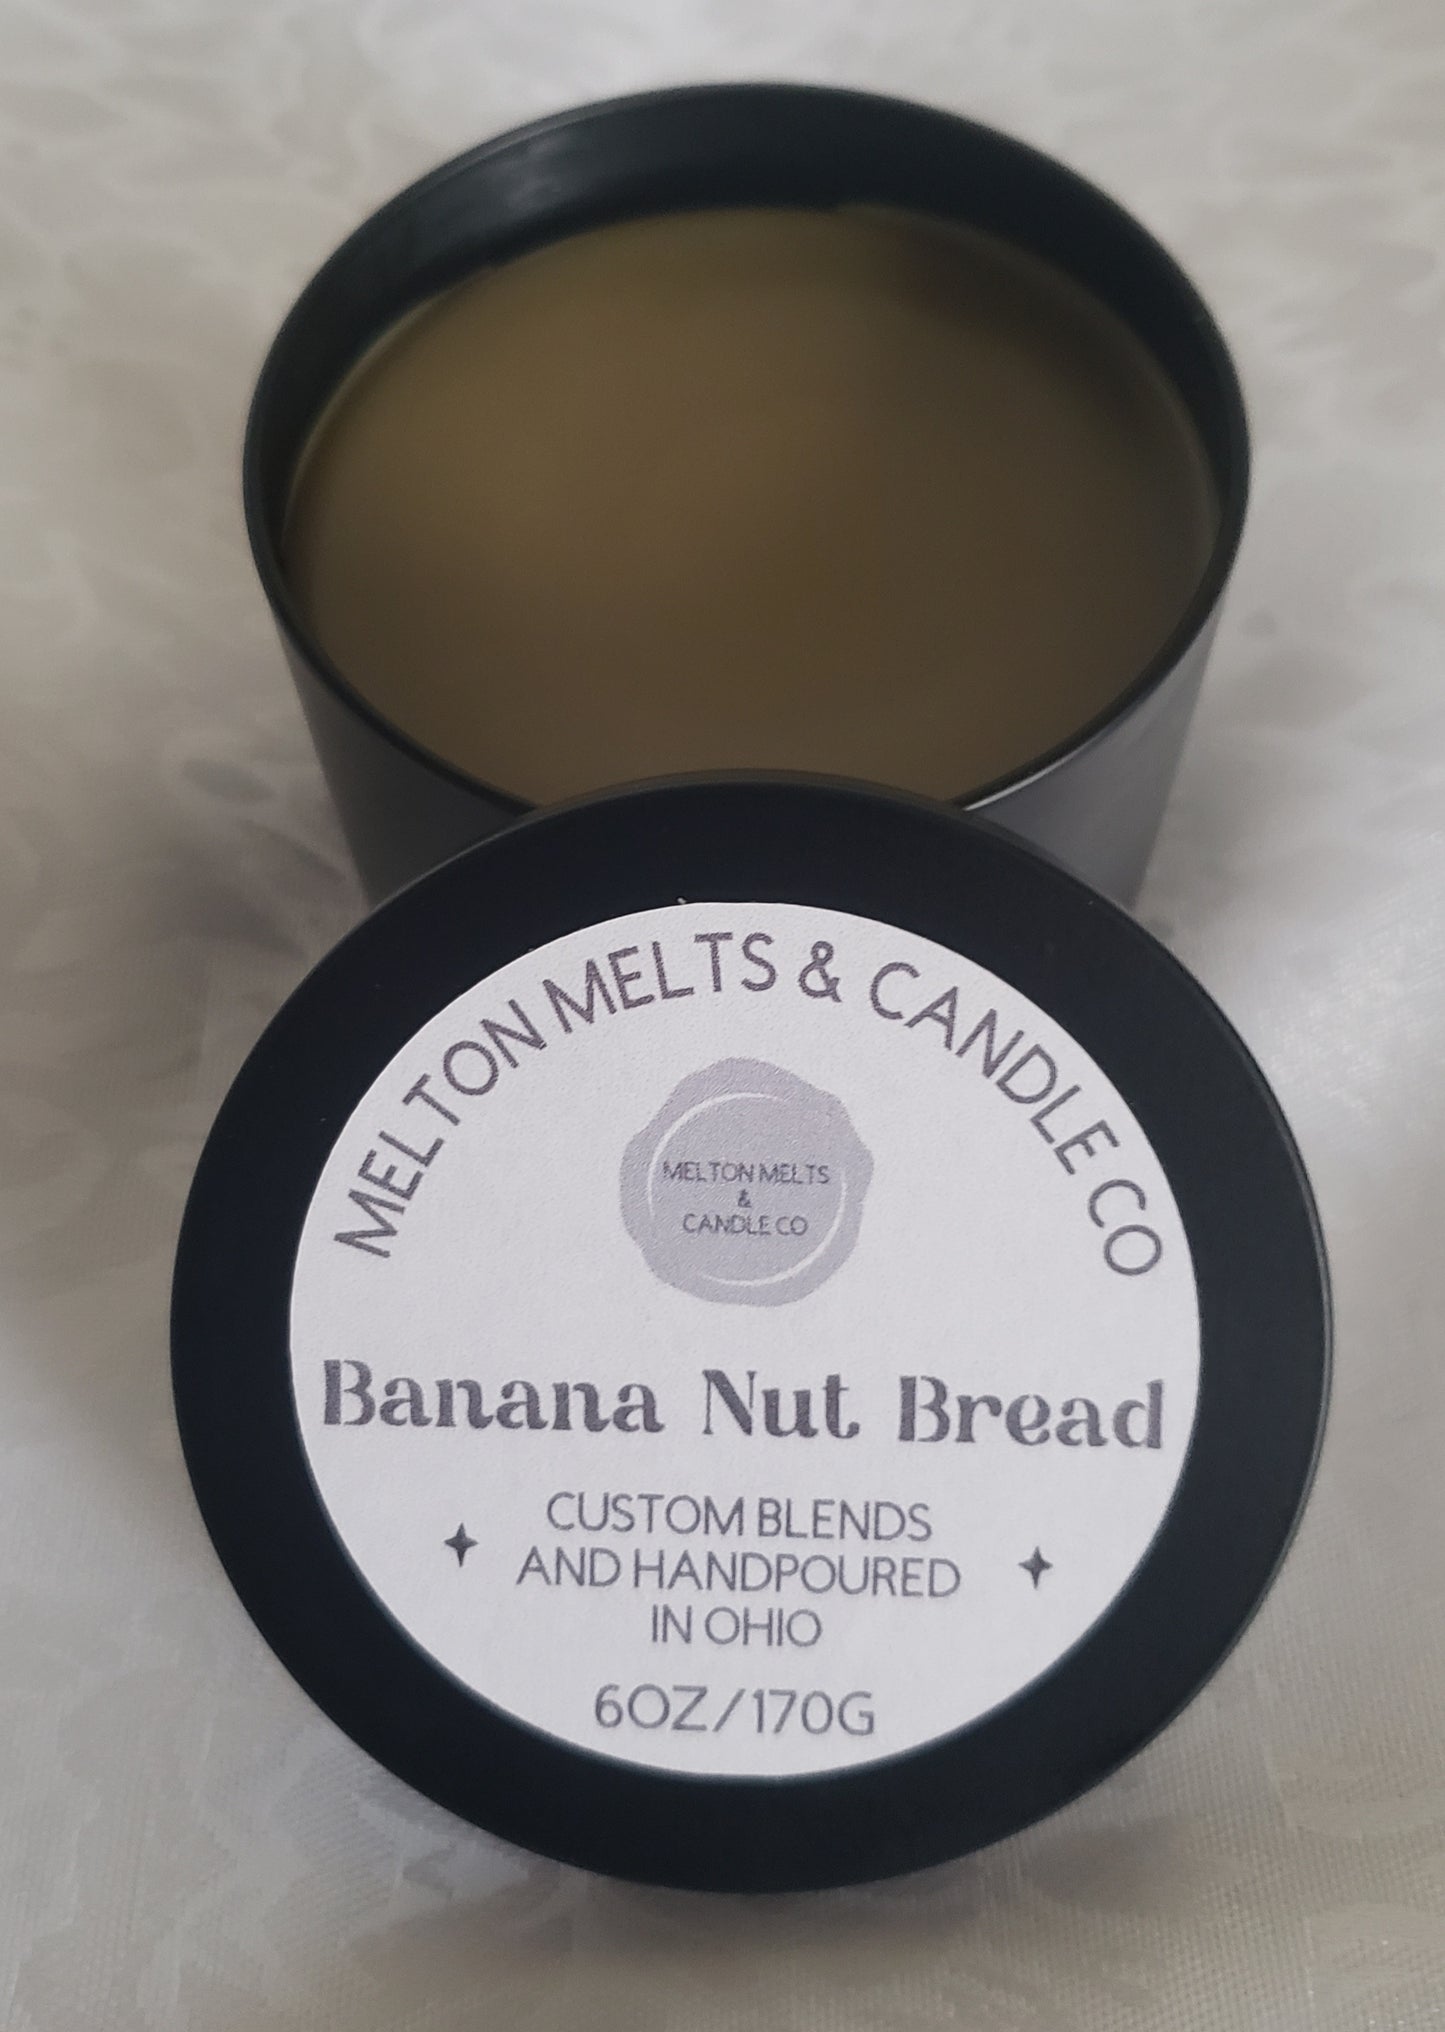 MELTON MELTS & CANDLE CO
MELTON MELTS
&
CANDLE CO
Banana Nut Bread
CUSTOM BLENDS
AND HANDPOURED
IN OHIO
6OZ/170G